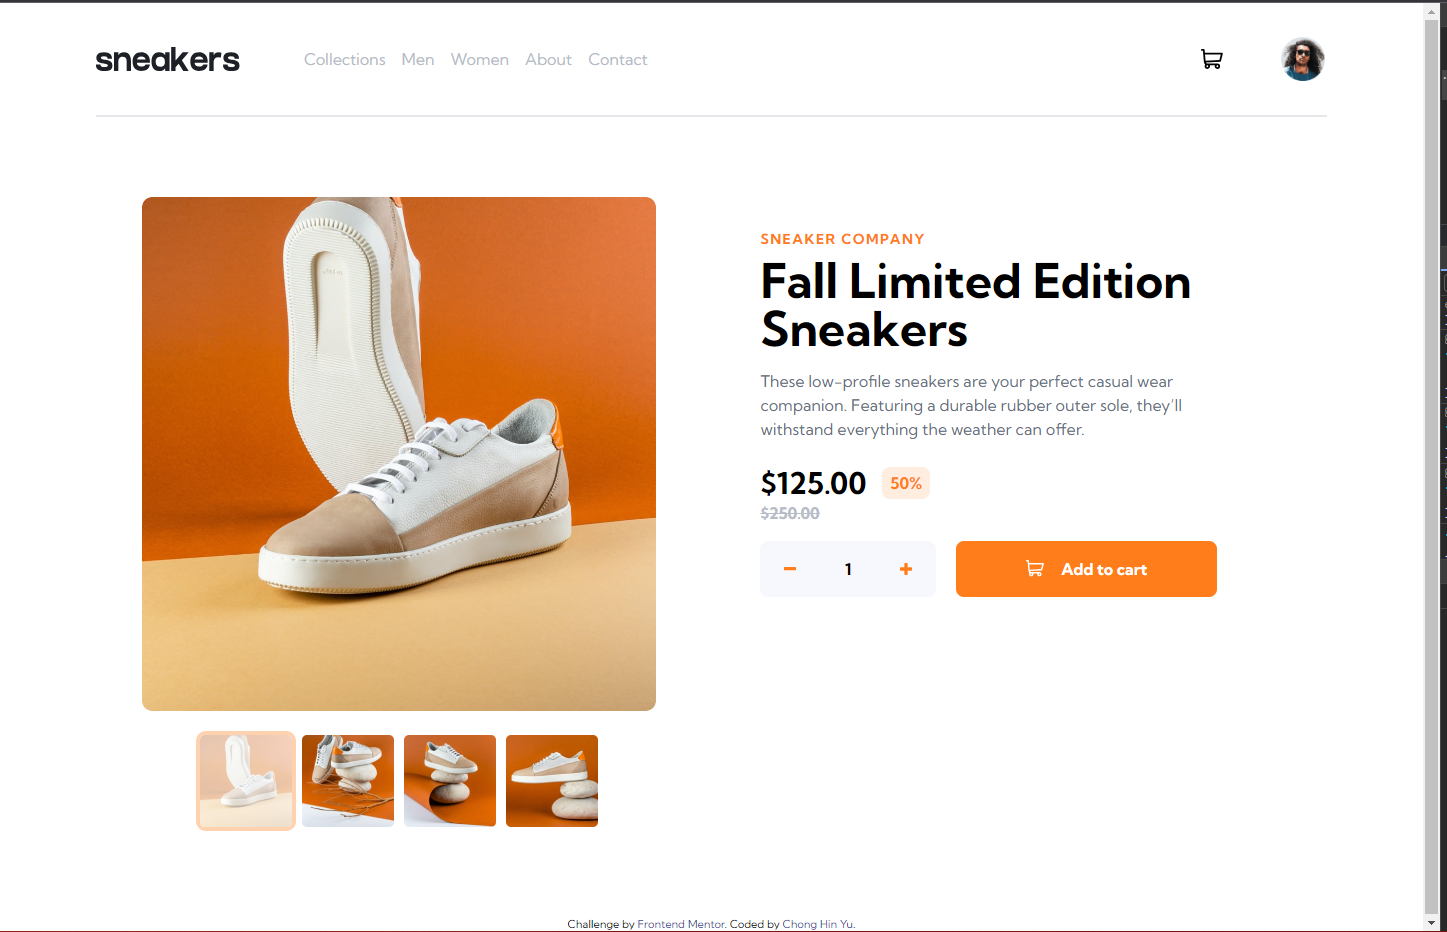 sneakers
Collections Men Women About Contact
SNEAKER COMPANY
Fall Limited Edition
Sneakers
These low-profile sneakers are your perfect casual wear
companion. Featuring a durable rubber outer sole, they'll
withstand everything the weather can offer.
$125.00 50%
$250.00
1
Add to cart
Challenge by Frontend Mentor. Coded by Chong Hin Yu.